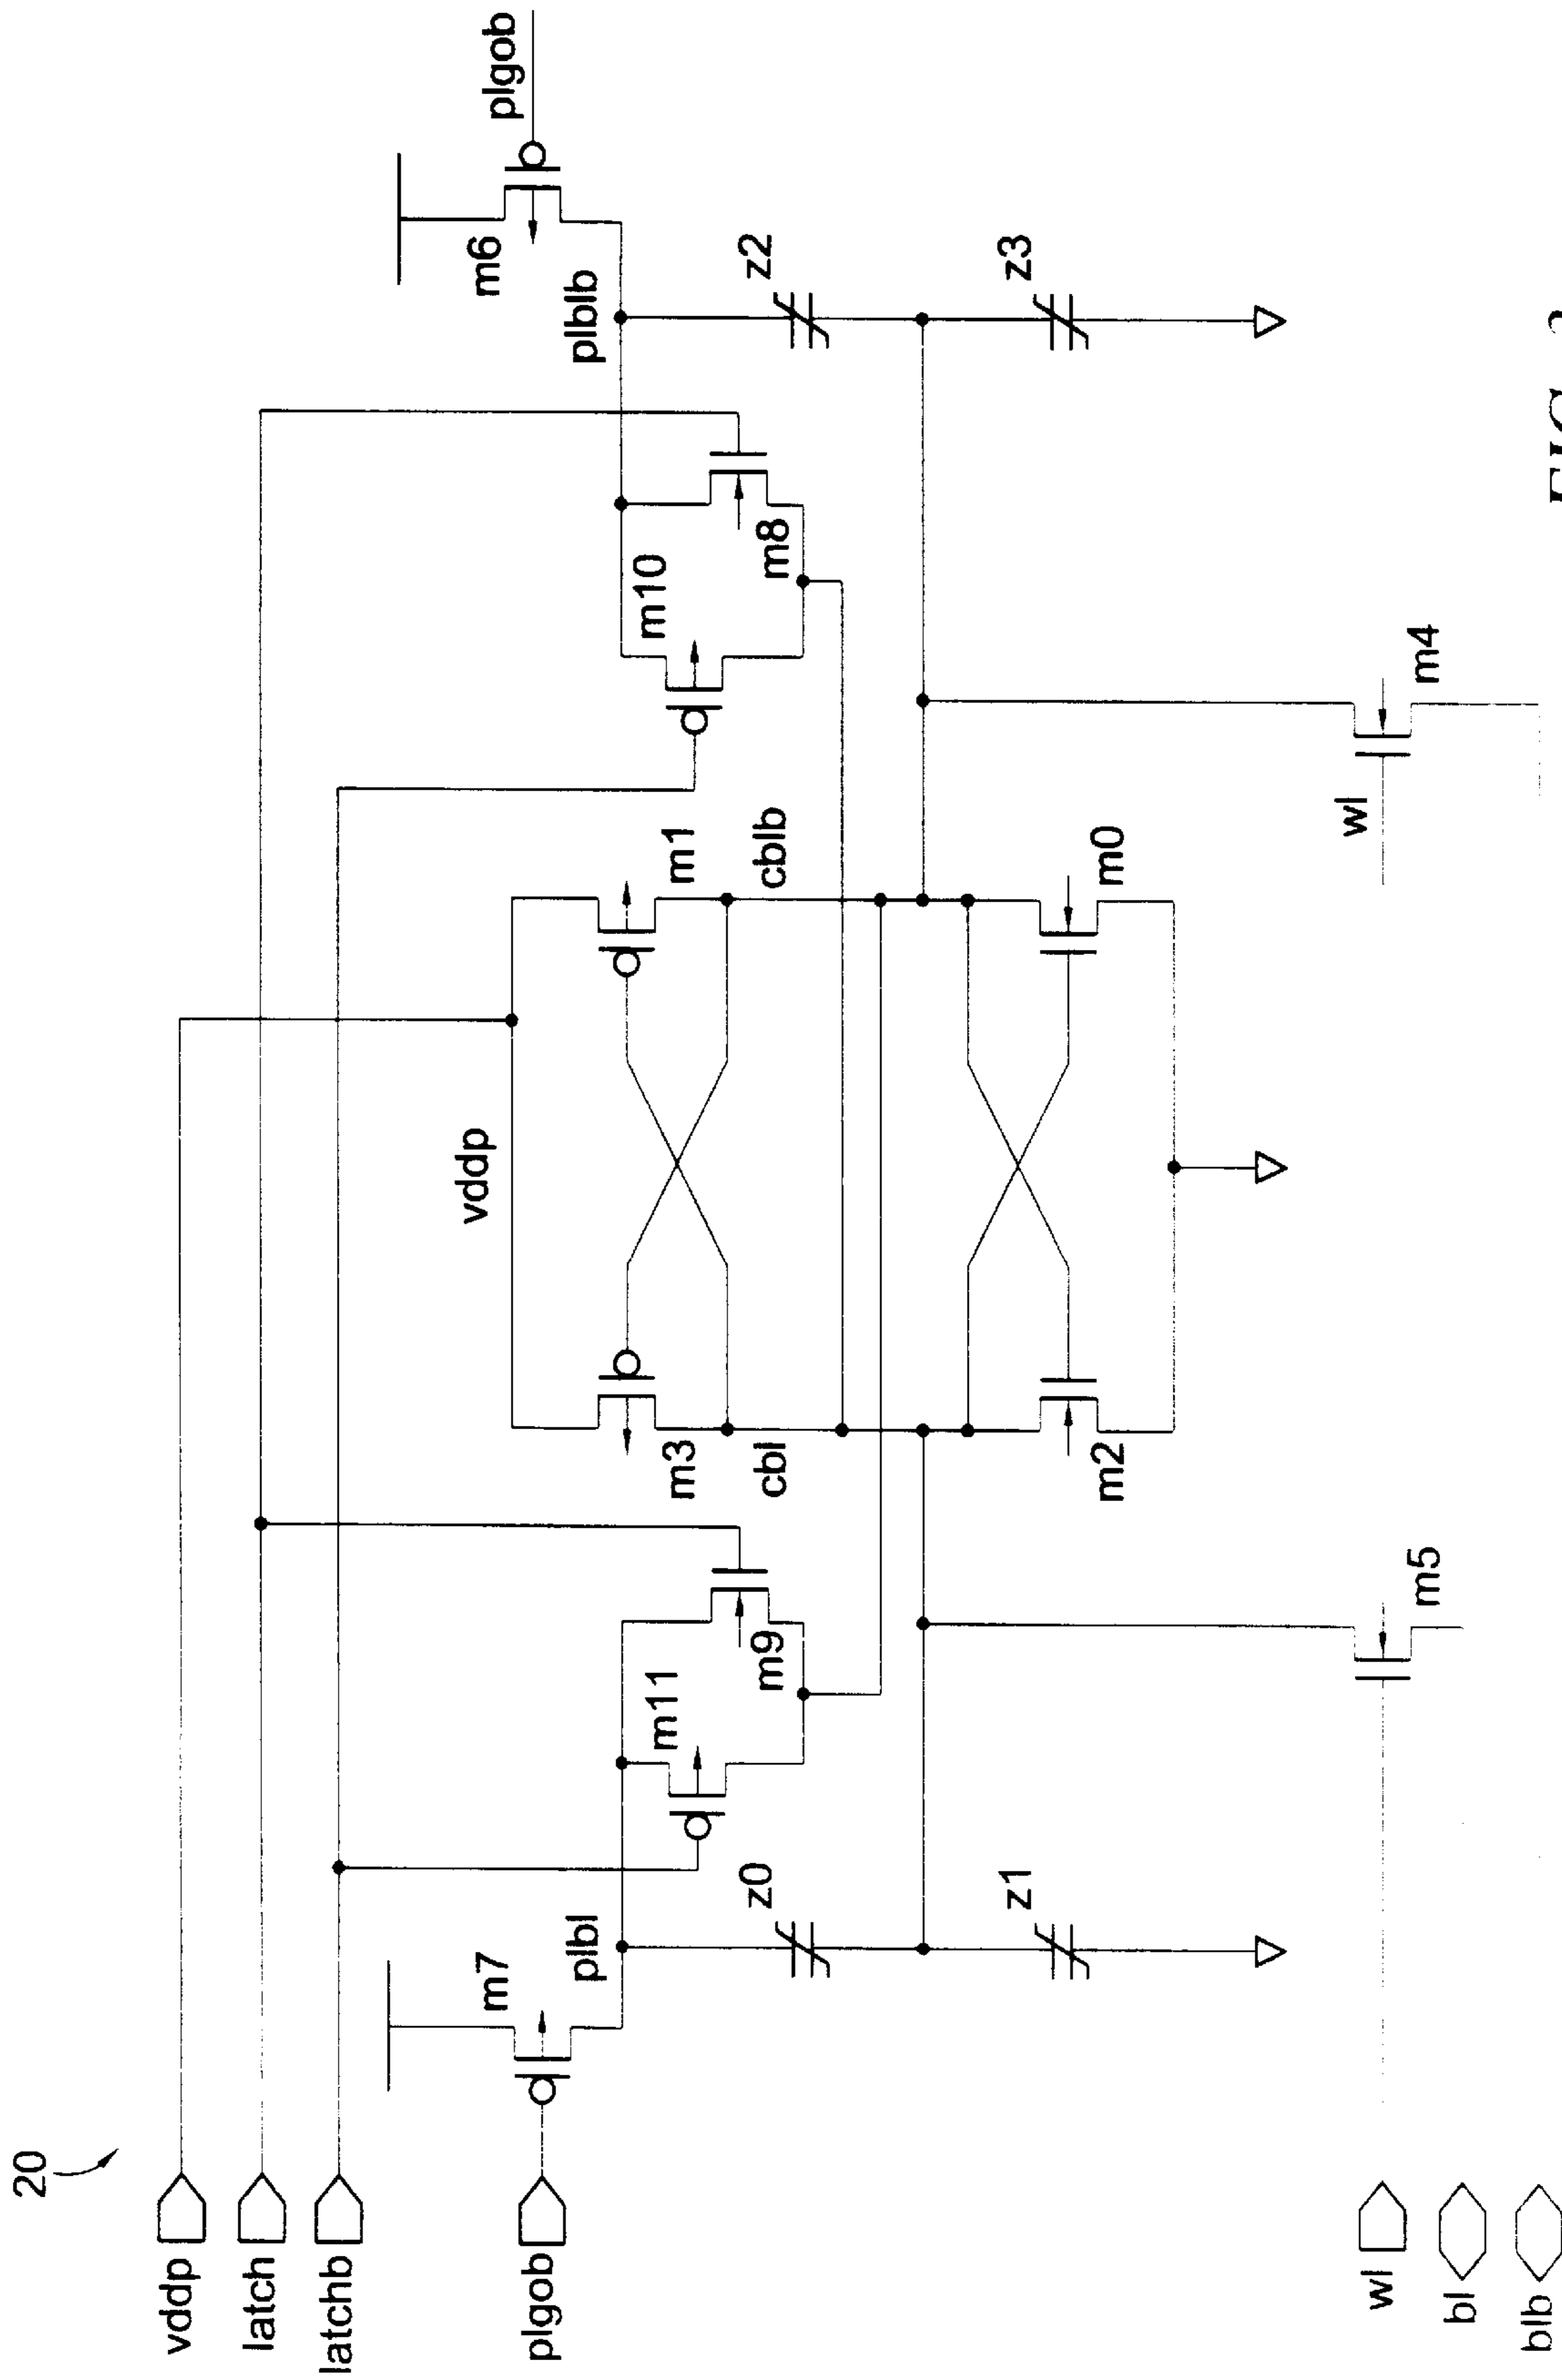 20
vddp
latch
latchb
plgob
m7
plbl
z0
z1
m11
m9
m3
cbl
vddp
m1
cblb
m10
m8
m6
plgob
plblb
z2
z3
m2
m0
m5
wl
m4
wl
bl
blb